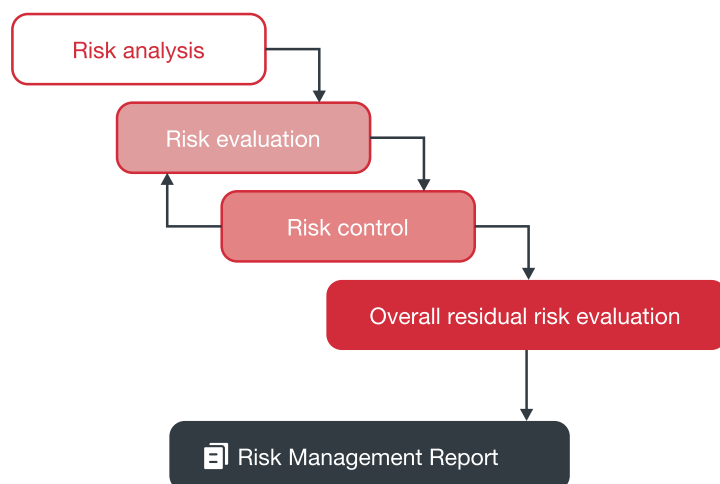 Risk analysis
Risk evaluation
Risk control
Overall residual risk evaluation
Risk Management Report